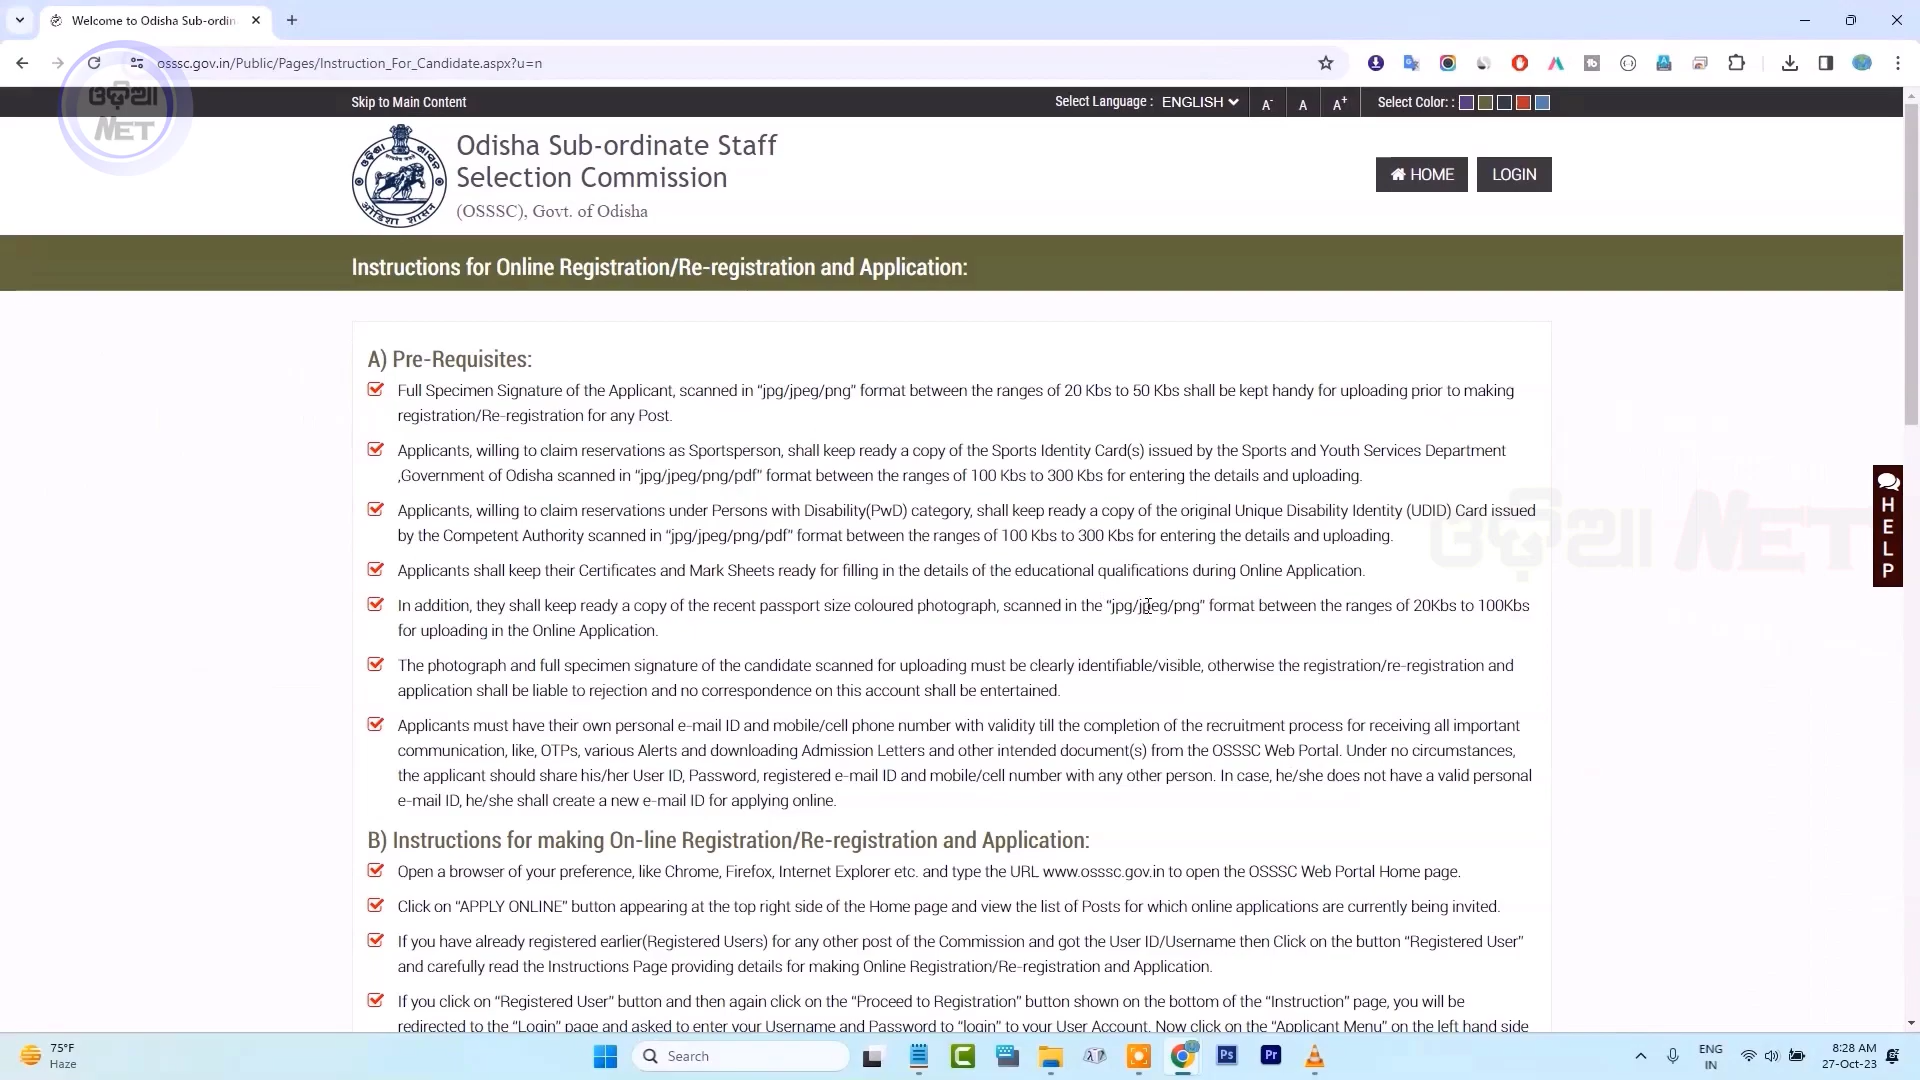 Welcome to Odisha Sub-ordin
osssc.gov.in/Public/Pages/Instruction_For_Candidate.aspx?u=n
ଓଡ଼ିଆ
NET
Skip to Main Content
Select Language : ENGLISH A- A A+ Select Color: :
Odisha Sub-ordinate Staff
Selection Commission
(OSSSC), Govt. of Odisha
HOME
LOGIN
Instructions for Online Registration/Re-registration and Application:
A) Pre-Requisites:
Full Specimen Signature of the Applicant, scanned in “jpg/jpeg/png” format between the ranges of 20 Kbs to 50 Kbs shall be kept handy for uploading prior to making
registration/Re-registration for any Post.
Applicants, willing to claim reservations as Sportsperson, shall keep ready a copy of the Sports Identity Card(s) issued by the Sports and Youth Services Department
,Government of Odisha scanned in “jpg/jpeg/png/pdf” format between the ranges of 100 Kbs to 300 Kbs for entering the details and uploading.
Applicants, willing to claim reservations under Persons with Disability(PwD) category, shall keep ready a copy of the original Unique Disability Identity (UDID) Card issued
by the Competent Authority scanned in “jpg/jpeg/png/pdf” format between the ranges of 100 Kbs to 300 Kbs for entering the details and uploading.
ଓଡ଼ିଆ NET
HELP
Applicants shall keep their Certificates and Mark Sheets ready for filling in the details of the educational qualifications during Online Application.
In addition, they shall keep ready a copy of the recent passport size coloured photograph, scanned in the “jpg/jpeg/png” format between the ranges of 20Kbs to 100Kbs
for uploading in the Online Application.
The photograph and full specimen signature of the candidate scanned for uploading must be clearly identifiable/visible, otherwise the registration/re-registration and
application shall be liable to rejection and no correspondence on this account shall be entertained.
Applicants must have their own personal e-mail ID and mobile/cell phone number with validity till the completion of the recruitment process for receiving all important
communication, like, OTPs, various Alerts and downloading Admission Letters and other intended document(s) from the OSSSC Web Portal. Under no circumstances,
the applicant should share his/her User ID, Password, registered e-mail ID and mobile/cell number with any other person. In case, he/she does not have a valid personal
e-mail ID, he/she shall create a new e-mail ID for applying online.
B) Instructions for making On-line Registration/Re-registration and Application:
Open a browser of your preference, like Chrome, Firefox, Internet Explorer etc. and type the URL www.osssc.gov.in to open the OSSSC Web Portal Home page.
Click on “APPLY ONLINE” button appearing at the top right side of the Home page and view the list of Posts for which online applications are currently being invited.
If you have already registered earlier(Registered Users) for any other post of the Commission and got the User ID/Username then Click on the button “Registered User”
and carefully read the Instructions Page providing details for making Online Registration/Re-registration and Application.
If you click on “Registered User” button and then again click on the “Proceed to Registration” button shown on the bottom of the “Instruction” page, you will be
redirected to the “Login” page and asked to enter your Username and Password to “login” to your User Account. Now click on the “Applicant Menu” on the left hand side
75°F
Haze
Search
Ps
Pr
ENG
IN
8:28 AM
27-Oct-23